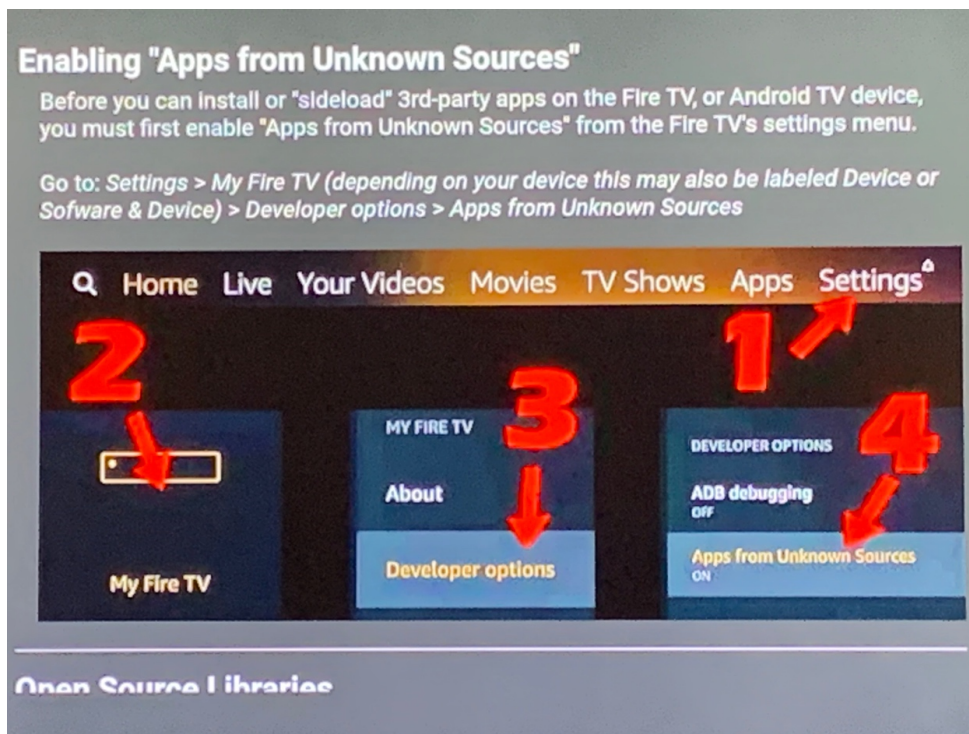 Enabling "Apps from Unknown Sources"
Before you can install or "sideload" 3rd-party apps on the Fire TV, or Android TV device,
you must first enable "Apps from Unknown Sources" from the Fire TV's settings menu.
Go to: Settings > My Fire TV (depending on your device this may also be labeled Device or
Sofware & Device) > Developer options > Apps from Unknown Sources
Home Live Your Videos Movies TV Shows Apps Settings
1
2
3
4
My Fire TV
MY FIRE TV
About
Developer options
DEVELOPER OPTIONS
ADB debugging
OFF
Apps from Unknown Sources
ON
Open Source Libraries